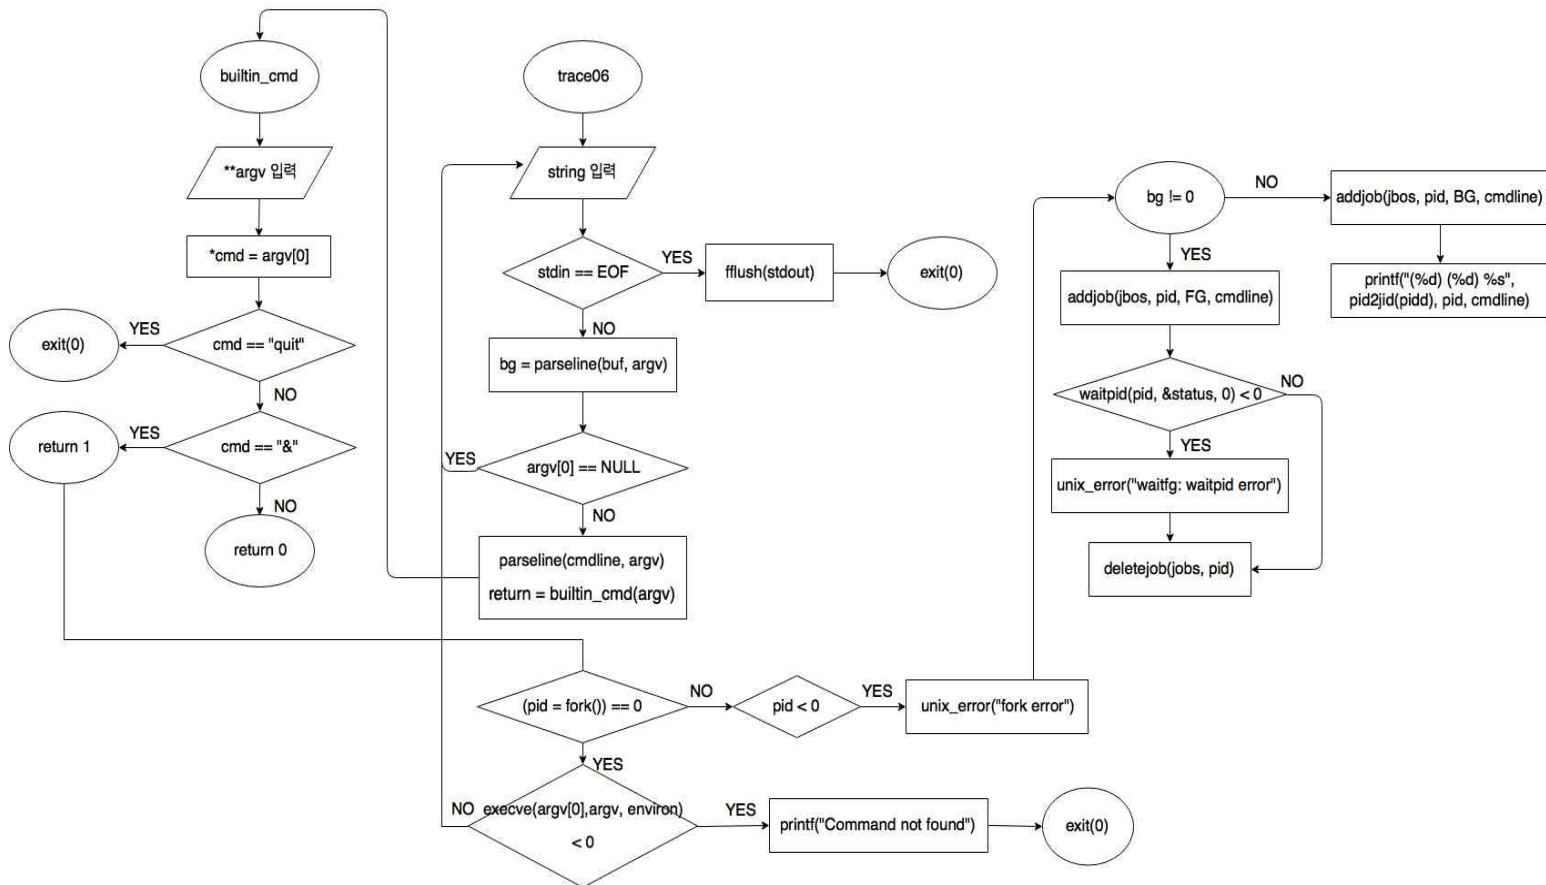 builtin_cmd
**argv 입력
*cmd = argv[0]
cmd == "quit"
YES
exit(0)
NO
cmd == "&"
YES
return 1
NO
return 0
trace06
string 입력
stdin == EOF
YES
fflush(stdout)
exit(0)
NO
bg = parseline(buf, argv)
argv[0] == NULL
YES
NO
parseline(cmdline, argv)
return = builtin_cmd(argv)
(pid = fork()) == 0
NO
pid < 0
YES
unix_error("fork error")
YES
execve(argv[0],argv, environ)
< 0
NO
YES
printf("Command not found")
exit(0)
bg != 0
NO
addjob(jbos, pid, BG, cmdline)
printf("(%d) (%d) %s",
pid2jid(pidd), pid, cmdline)
YES
addjob(jbos, pid, FG, cmdline)
waitpid(pid, &status, 0) < 0
NO
YES
unix_error("waitfg: waitpid error")
deletejob(jobs, pid)